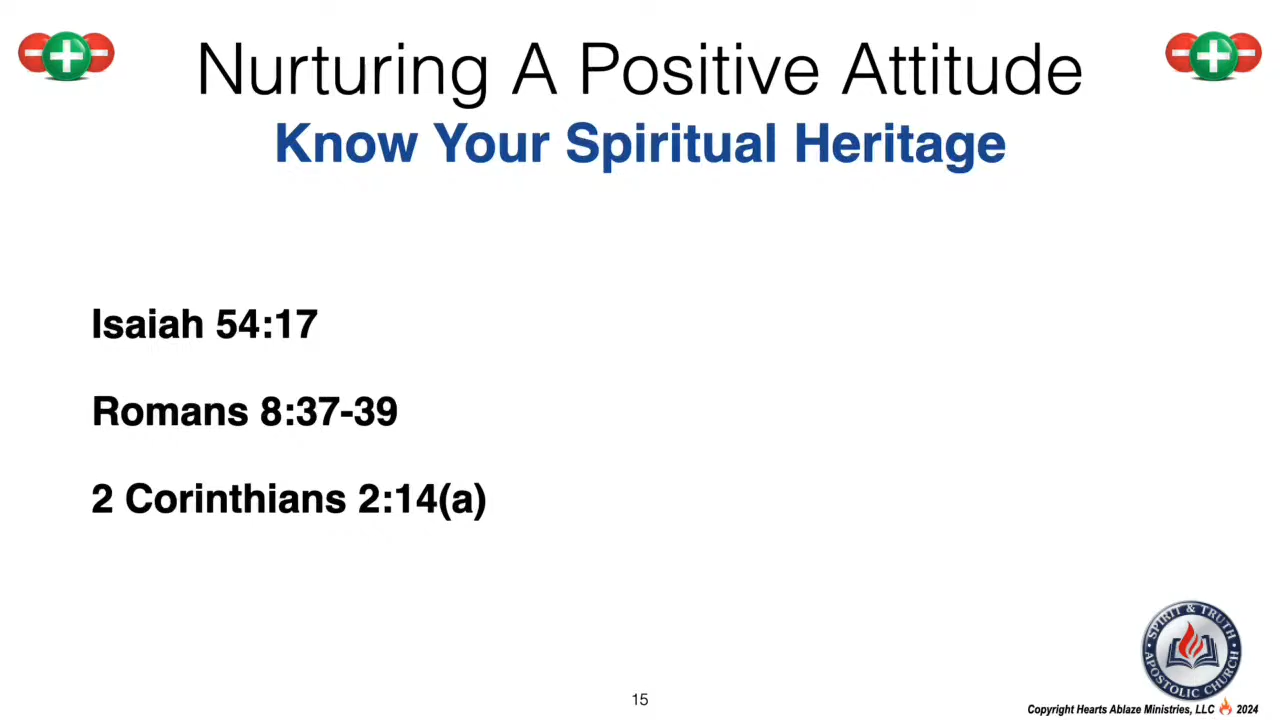 Nurturing A Positive Attitude
Know Your Spiritual Heritage
Isaiah 54:17
Romans 8:37-39
2 Corinthians 2:14(a)
SPIRIT & TRUTH
APOSTOLIC CHURCH
15
Copyright Hearts Ablaze Ministries, LLC 2024